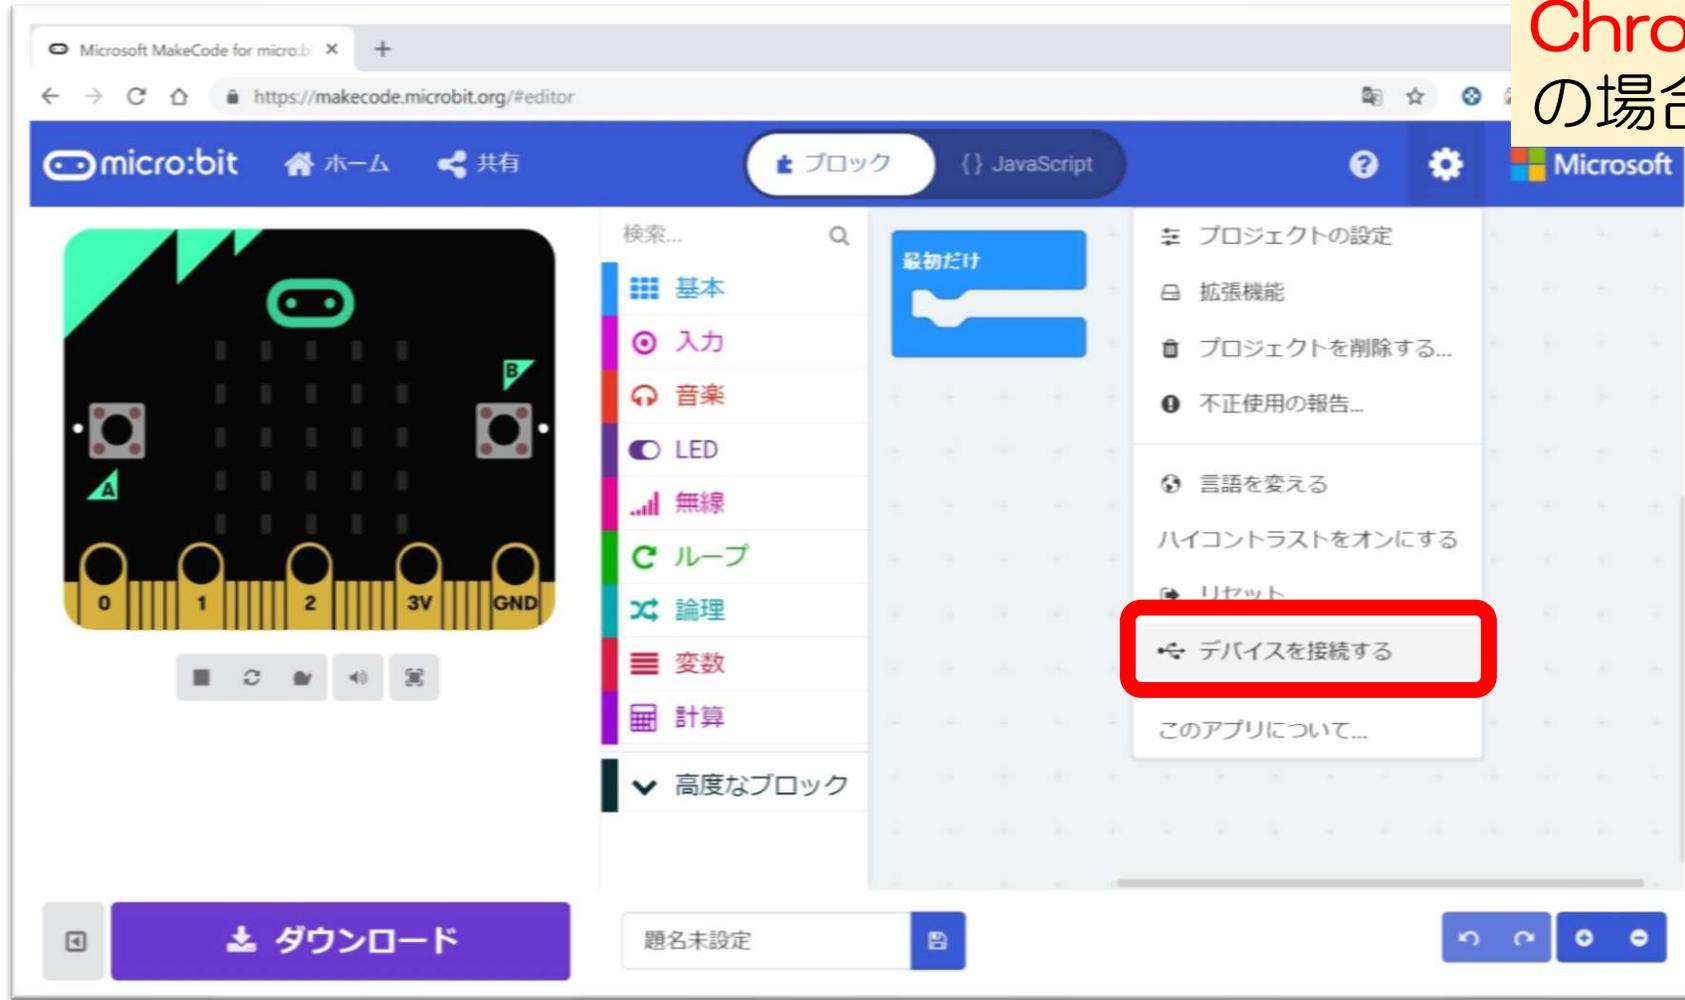 Chro
の場合
Microsoft MakeCode for micro:b
https://makecode.microbit.org/#editor
micro:bit ホーム 共有 ブロック {} JavaScript Microsoft
検索...
基本
入力
音楽
LED
無線
ループ
論理
変数
計算
高度なブロック
最初だけ
プロジェクトの設定
拡張機能
プロジェクトを削除する...
不正使用の報告...
言語を変える
ハイコントラストをオンにする
リセット
デバイスを接続する
このアプリについて...
B
A
0 1 2 3V GND
ダウンロード
題名未設定